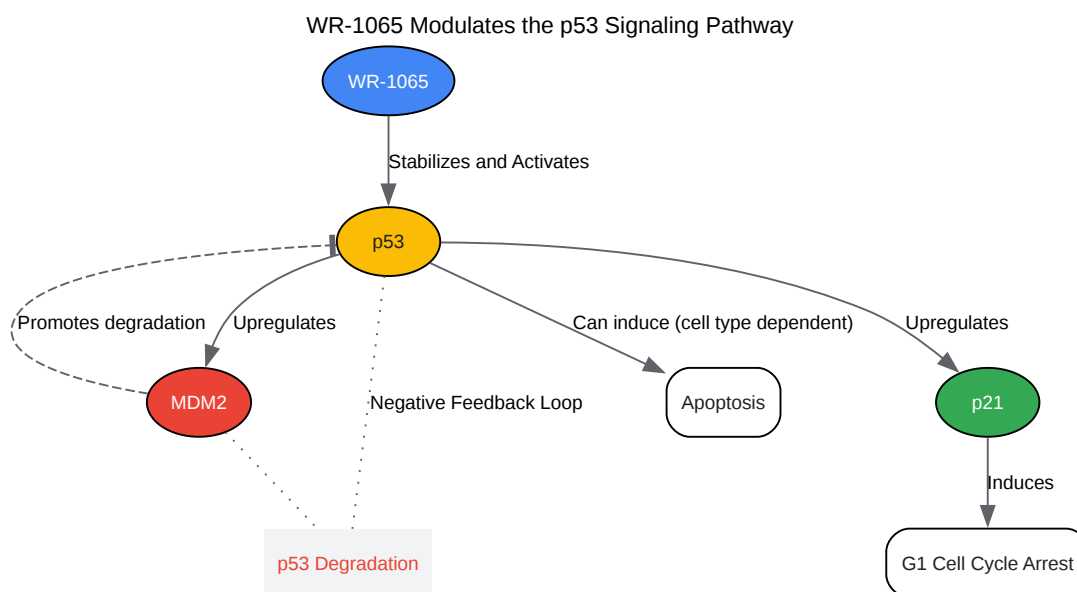 WR-1065 Modulates the p53 Signaling Pathway
WR-1065
Stabilizes and Activates
p53
Promotes degradation
Upregulates
Can induce (cell type dependent)
Upregulates
MDM2
Negative Feedback Loop
Apoptosis
p21
Induces
p53 Degradation
G1 Cell Cycle Arrest